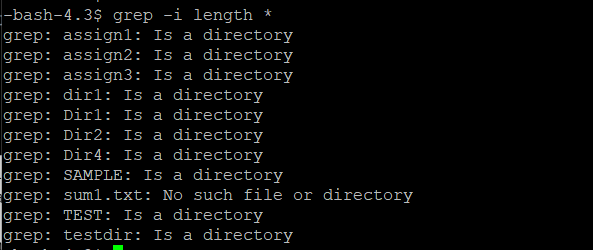 -bash-4.3$ grep -i length *
grep: assign1: Is a directory
grep: assign2: Is a directory
grep: assign3: Is a directory
grep: dir1: Is a directory
grep: Dir1: Is a directory
grep: Dir2: Is a directory
grep: Dir4: Is a directory
grep: SAMPLE: Is a directory
grep: sum1.txt: No such file or directory
grep: TEST: Is a directory
grep: testdir: Is a directory